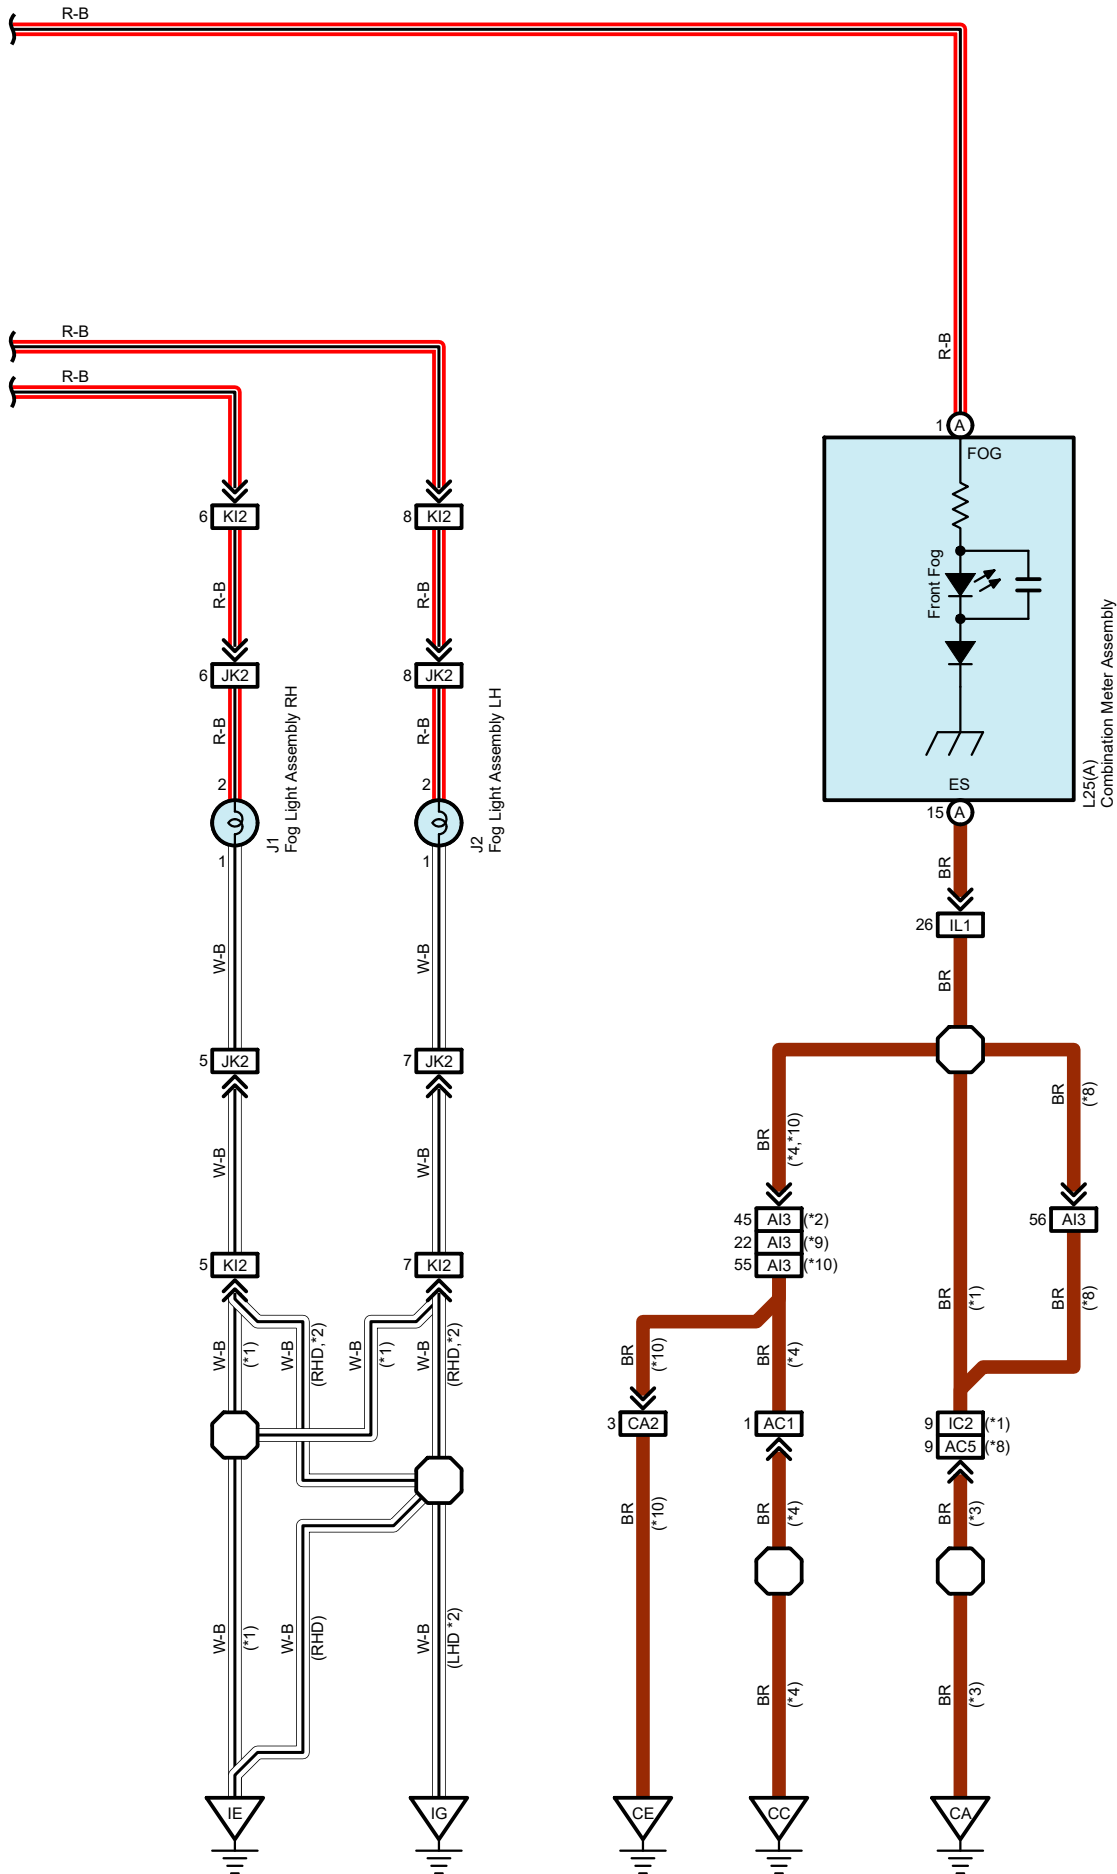 R-B
R-B
R-B
R-B
1 A
FOG
Front Fog
ES
15 A
L25(A)
Combination Meter Assembly
6 KI2
8 KI2
R-B
R-B
6 JK2
8 JK2
R-B
R-B
2
2
J1
Fog Light Assembly RH
J2
Fog Light Assembly LH
1
1
BR
26 IL1
W-B
W-B
BR
5 JK2
7 JK2
BR
(*8)
BR
(*4,*10)
W-B
W-B
45 AI3 (*2)
22 AI3 (*9)
55 AI3 (*10)
56 AI3
5 KI2
7 KI2
BR
(*1)
BR
(*8)
W-B
(*1)
W-B
(RHD,*2)
W-B
(*1)
W-B
(RHD,*2)
BR
(*10)
BR
(*4)
3 CA2
1 AC1
9 IC2 (*1)
9 AC5 (*8)
BR
(*10)
BR
(*4)
BR
(*3)
W-B
(*1)
W-B
(RHD)
W-B
(LHD *2)
BR
(*4)
BR
(*3)
IE
IG
CE
CC
CA